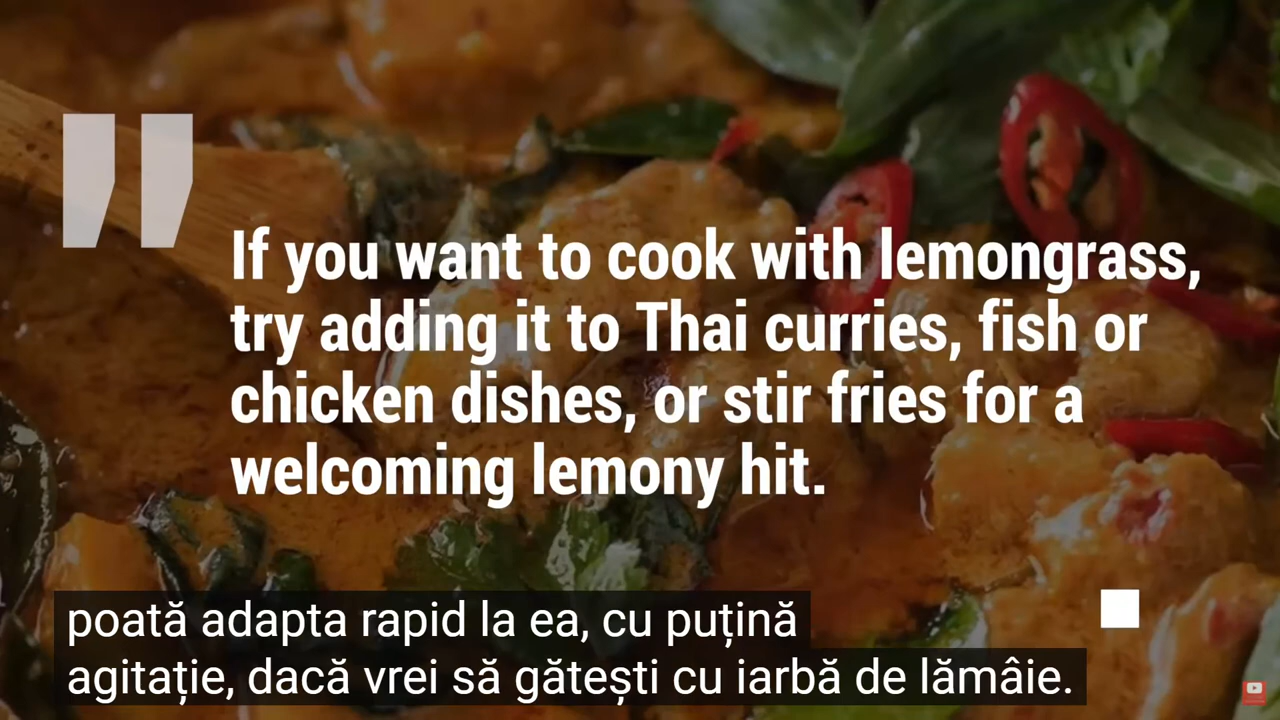 If you want to cook with lemongrass,
try adding it to Thai curries, fish or
chicken dishes, or stir fries for a
welcoming lemony hit.
poată adapta rapid la ea, cu puțină
agitație, dacă vrei să gătești cu iarbă de lămâie.